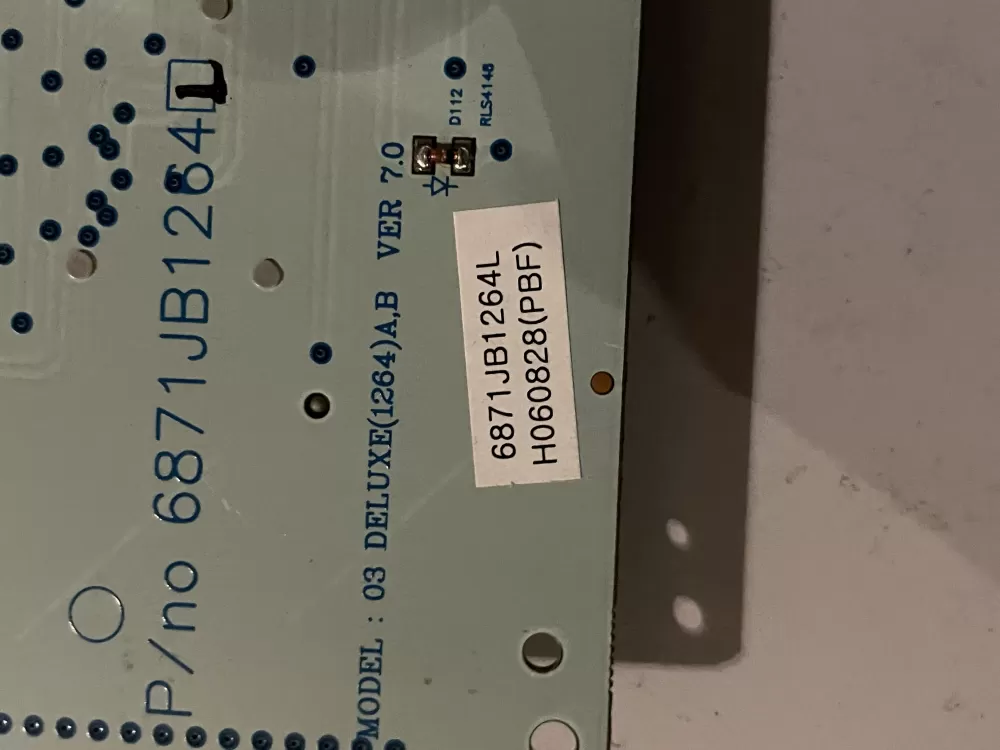 P/no 6871JB1264L
MODEL : 03 DELUXE(1264)A,B VER 7.0
D112
RLS4148
6871JB1264L
H060828(PBF)